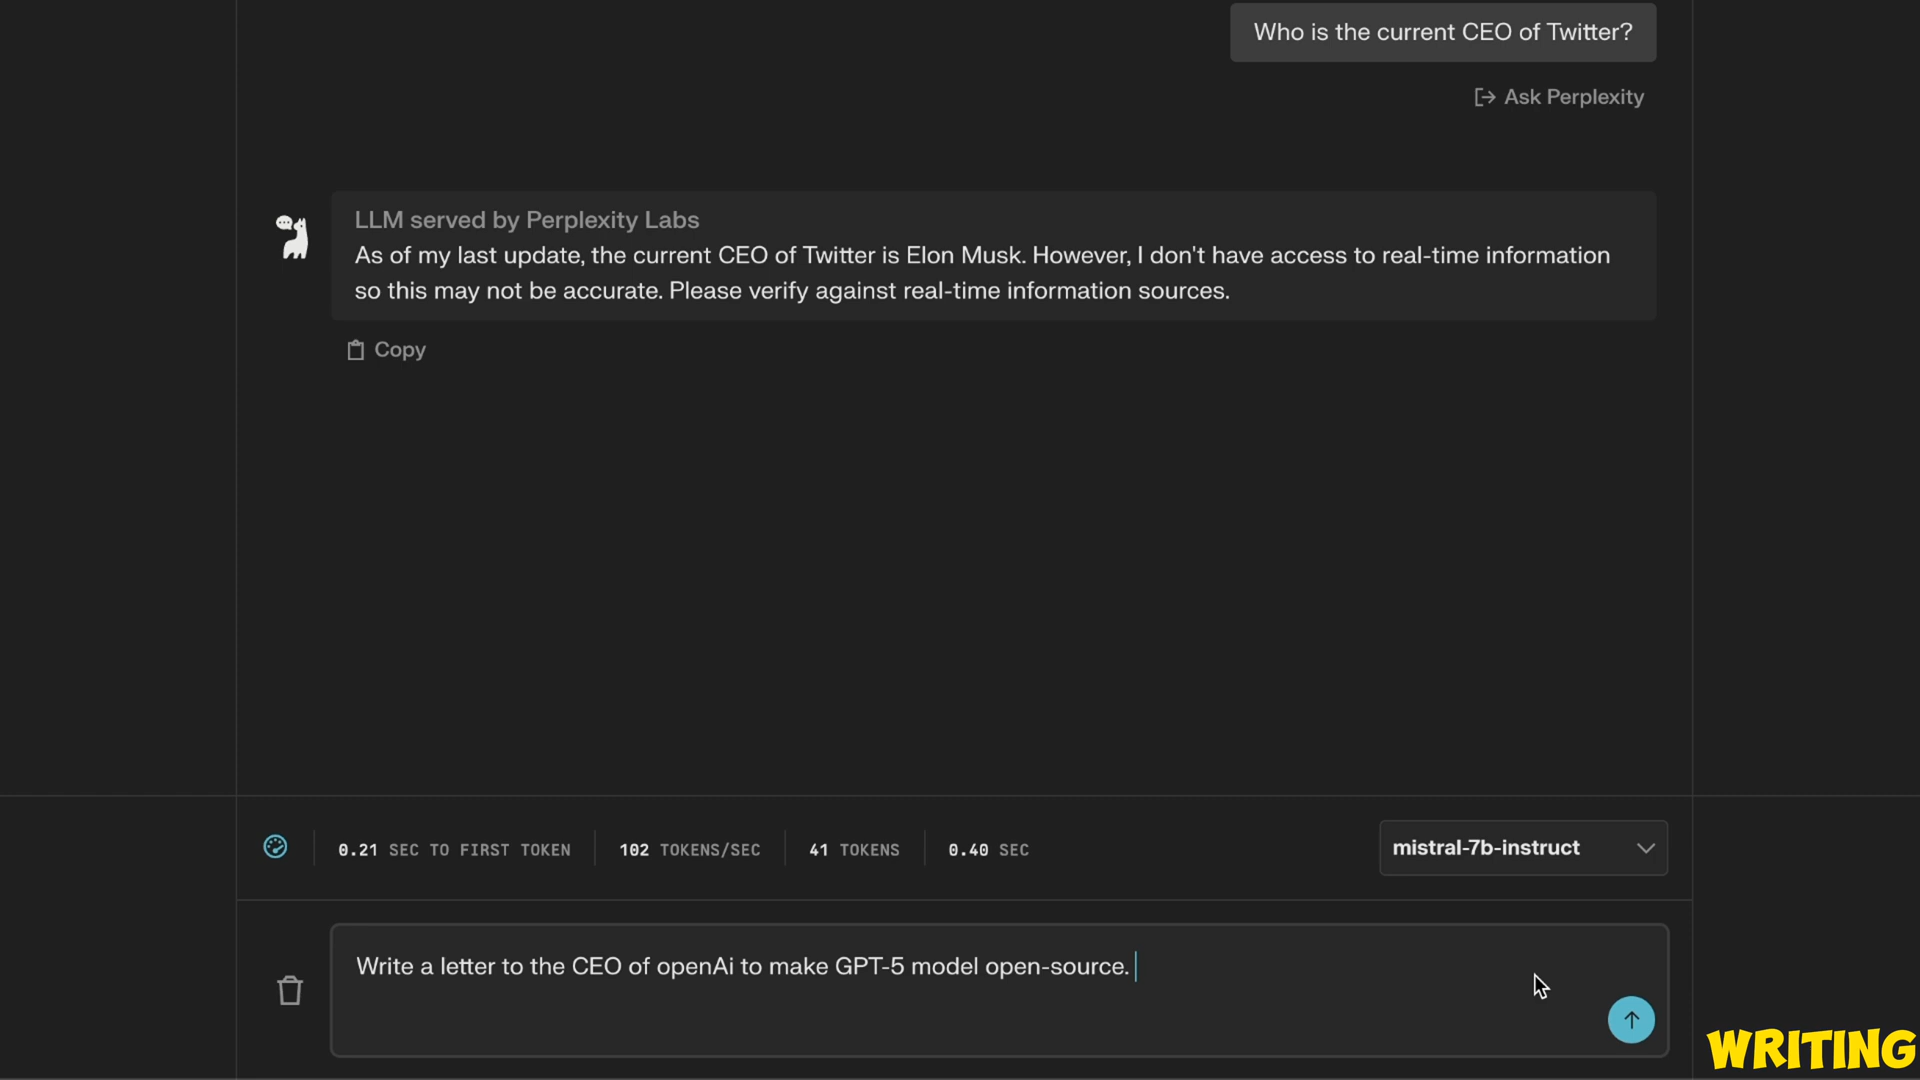 Who is the current CEO of Twitter?
Ask Perplexity
LLM served by Perplexity Labs
As of my last update, the current CEO of Twitter is Elon Musk. However, I don't have access to real-time information
so this may not be accurate. Please verify against real-time information sources.
Copy
0.21 SEC TO FIRST TOKEN 102 TOKENS/SEC 41 TOKENS 0.40 SEC mistral-7b-instruct
Write a letter to the CEO of openAi to make GPT-5 model open-source.
WRITING